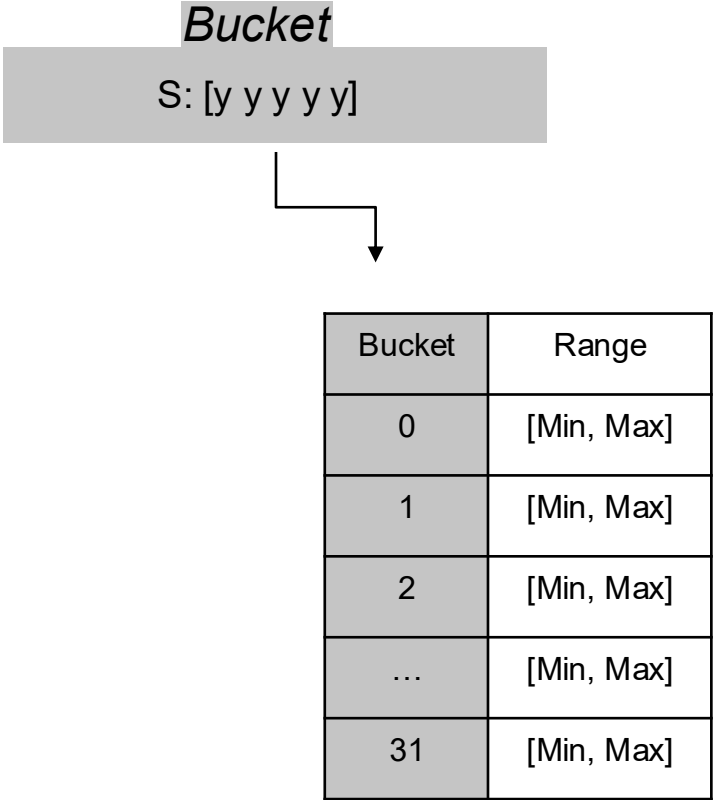 Bucket
S: [y y y y y]
Bucket Range
0 [Min, Max]
1 [Min, Max]
2 [Min, Max]
… [Min, Max]
31 [Min, Max]